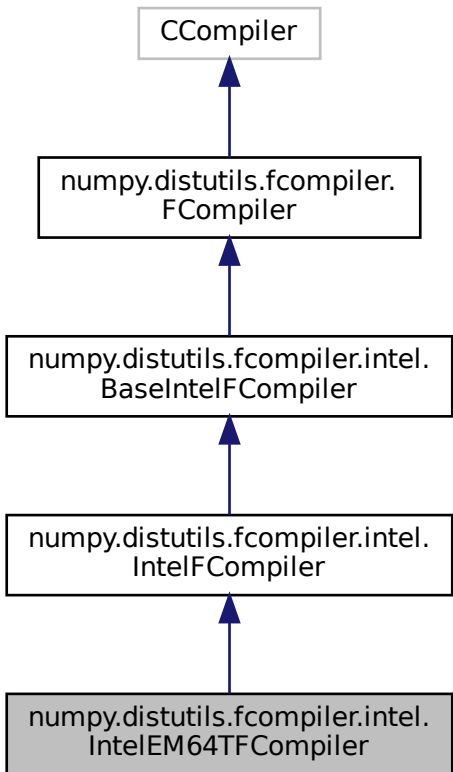 CCompiler
numpy.distutils.fcompiler.
FCompiler
numpy.distutils.fcompiler.intel.
BaseIntelFCompiler
numpy.distutils.fcompiler.intel.
IntelFCompiler
numpy.distutils.fcompiler.intel.
IntelEM64TFCompiler